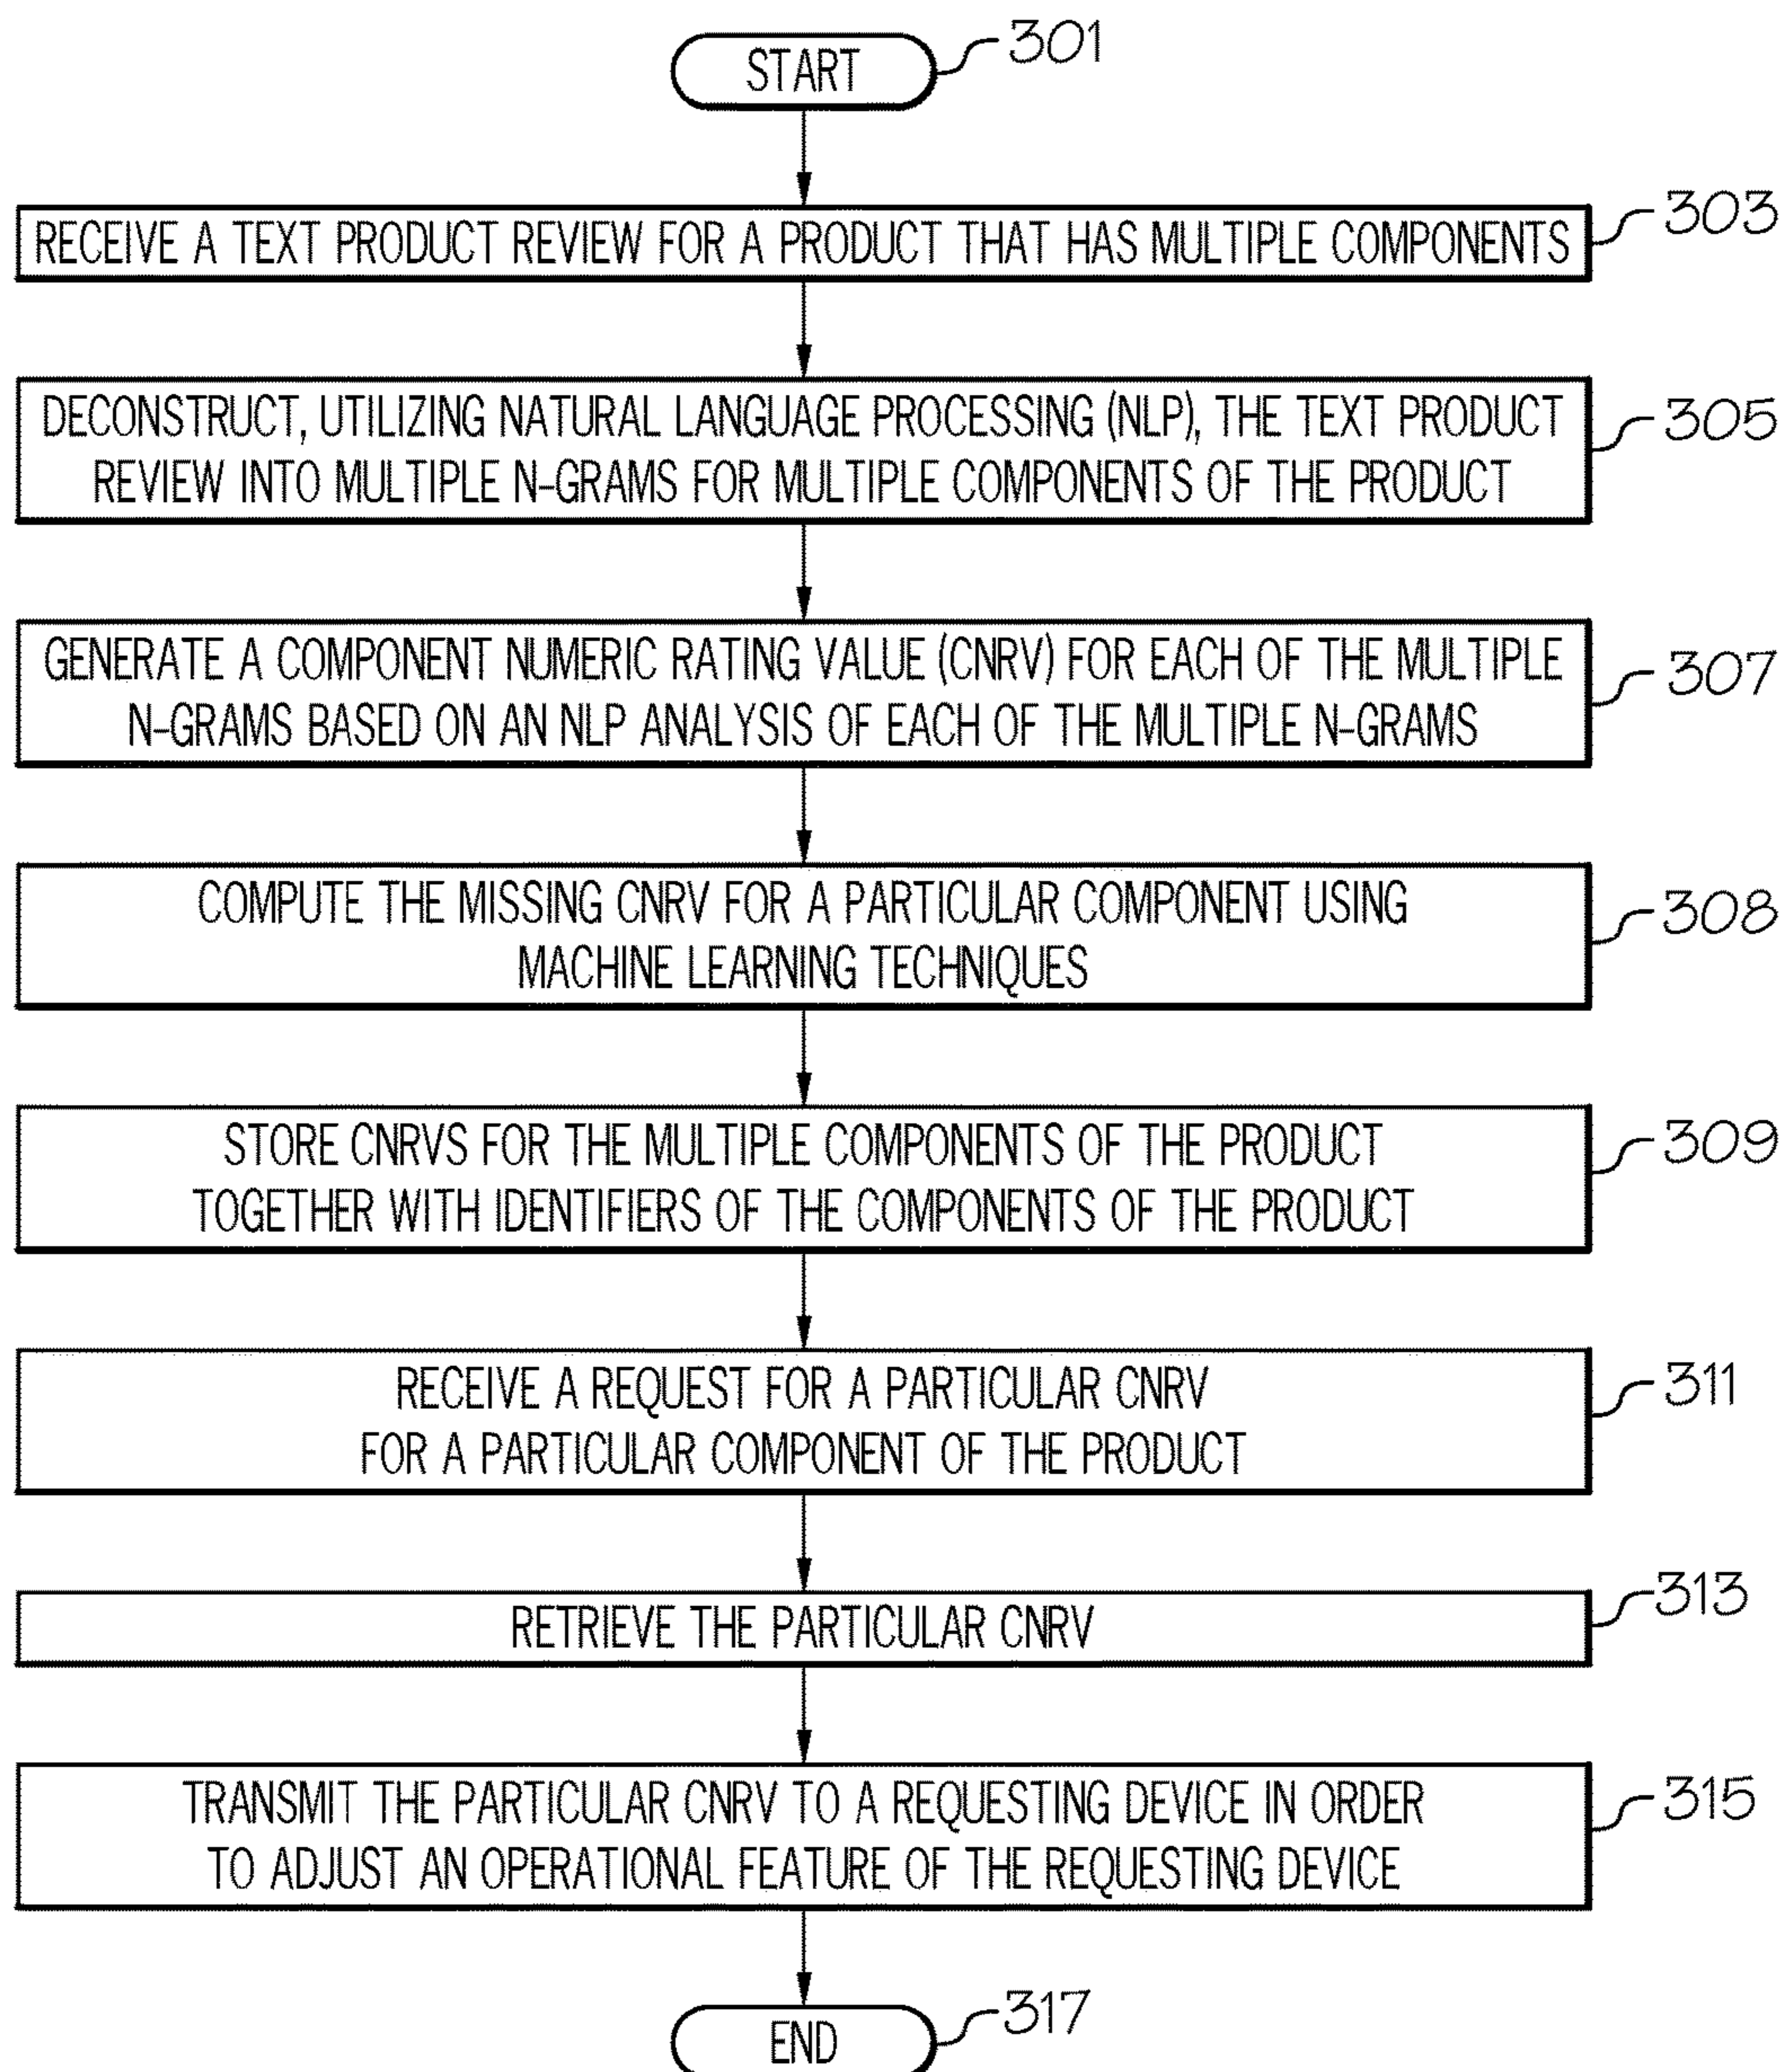 START
301
RECEIVE A TEXT PRODUCT REVIEW FOR A PRODUCT THAT HAS MULTIPLE COMPONENTS
303
DECONSTRUCT, UTILIZING NATURAL LANGUAGE PROCESSING (NLP), THE TEXT PRODUCT
REVIEW INTO MULTIPLE N-GRAMS FOR MULTIPLE COMPONENTS OF THE PRODUCT
305
GENERATE A COMPONENT NUMERIC RATING VALUE (CNRV) FOR EACH OF THE MULTIPLE
N-GRAMS BASED ON AN NLP ANALYSIS OF EACH OF THE MULTIPLE N-GRAMS
307
COMPUTE THE MISSING CNRV FOR A PARTICULAR COMPONENT USING
MACHINE LEARNING TECHNIQUES
308
STORE CNRVS FOR THE MULTIPLE COMPONENTS OF THE PRODUCT
TOGETHER WITH IDENTIFIERS OF THE COMPONENTS OF THE PRODUCT
309
RECEIVE A REQUEST FOR A PARTICULAR CNRV
FOR A PARTICULAR COMPONENT OF THE PRODUCT
311
RETRIEVE THE PARTICULAR CNRV
313
TRANSMIT THE PARTICULAR CNRV TO A REQUESTING DEVICE IN ORDER
TO ADJUST AN OPERATIONAL FEATURE OF THE REQUESTING DEVICE
315
END
317